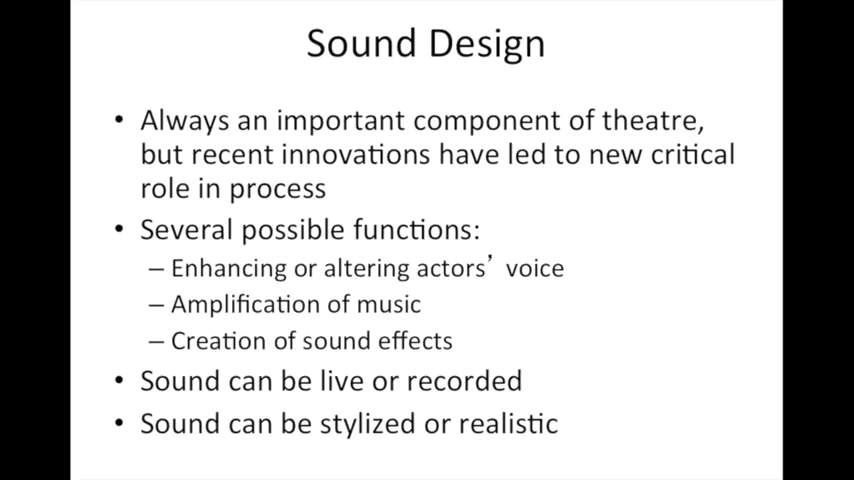 Sound Design
• Always an important component of theatre,
but recent innovations have led to new critical
role in process
• Several possible functions:
– Enhancing or altering actors’ voice
– Amplification of music
– Creation of sound effects
• Sound can be live or recorded
• Sound can be stylized or realistic